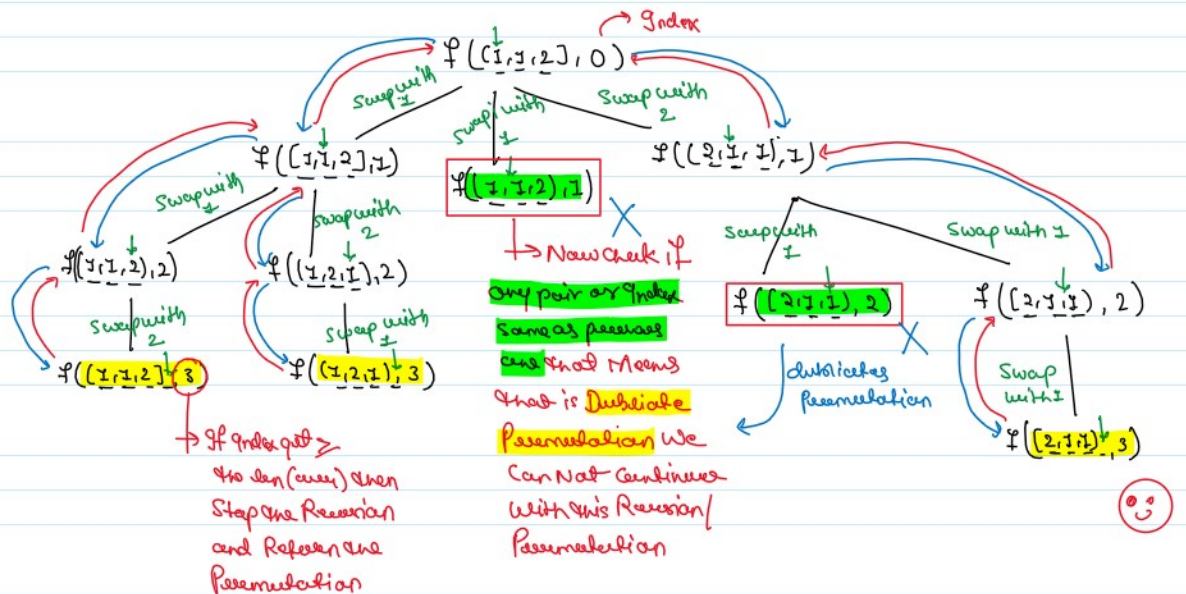 Index
f([1,1,2],0)
Swap with
1
Swap with
1
Swap with
2
f([1,1,2],1)
f([1,1,2),1)
f([2,1,1],1)
Swap with
1
Swap with
2
Swap with
1
Swap with 1
f([1,1,2),2)
f([1,2,1),2)
f([2,1,1),2)
f([2,1,1),2)
→ Now check if
any pair or Index
same as previous
one that Means
that is Dublicate
Permutation We
Can Not Continue
with this Recursion/
Permutation
Swap with
2
Swap with
1
dublicates
Permutation
Swap
with 1
f([1,1,2],3)
f([1,2,1),3)
f([2,1,1),3)
→ If Index get ≥
the len(arr) then
Stop the Recursion
and Return the
Permutation